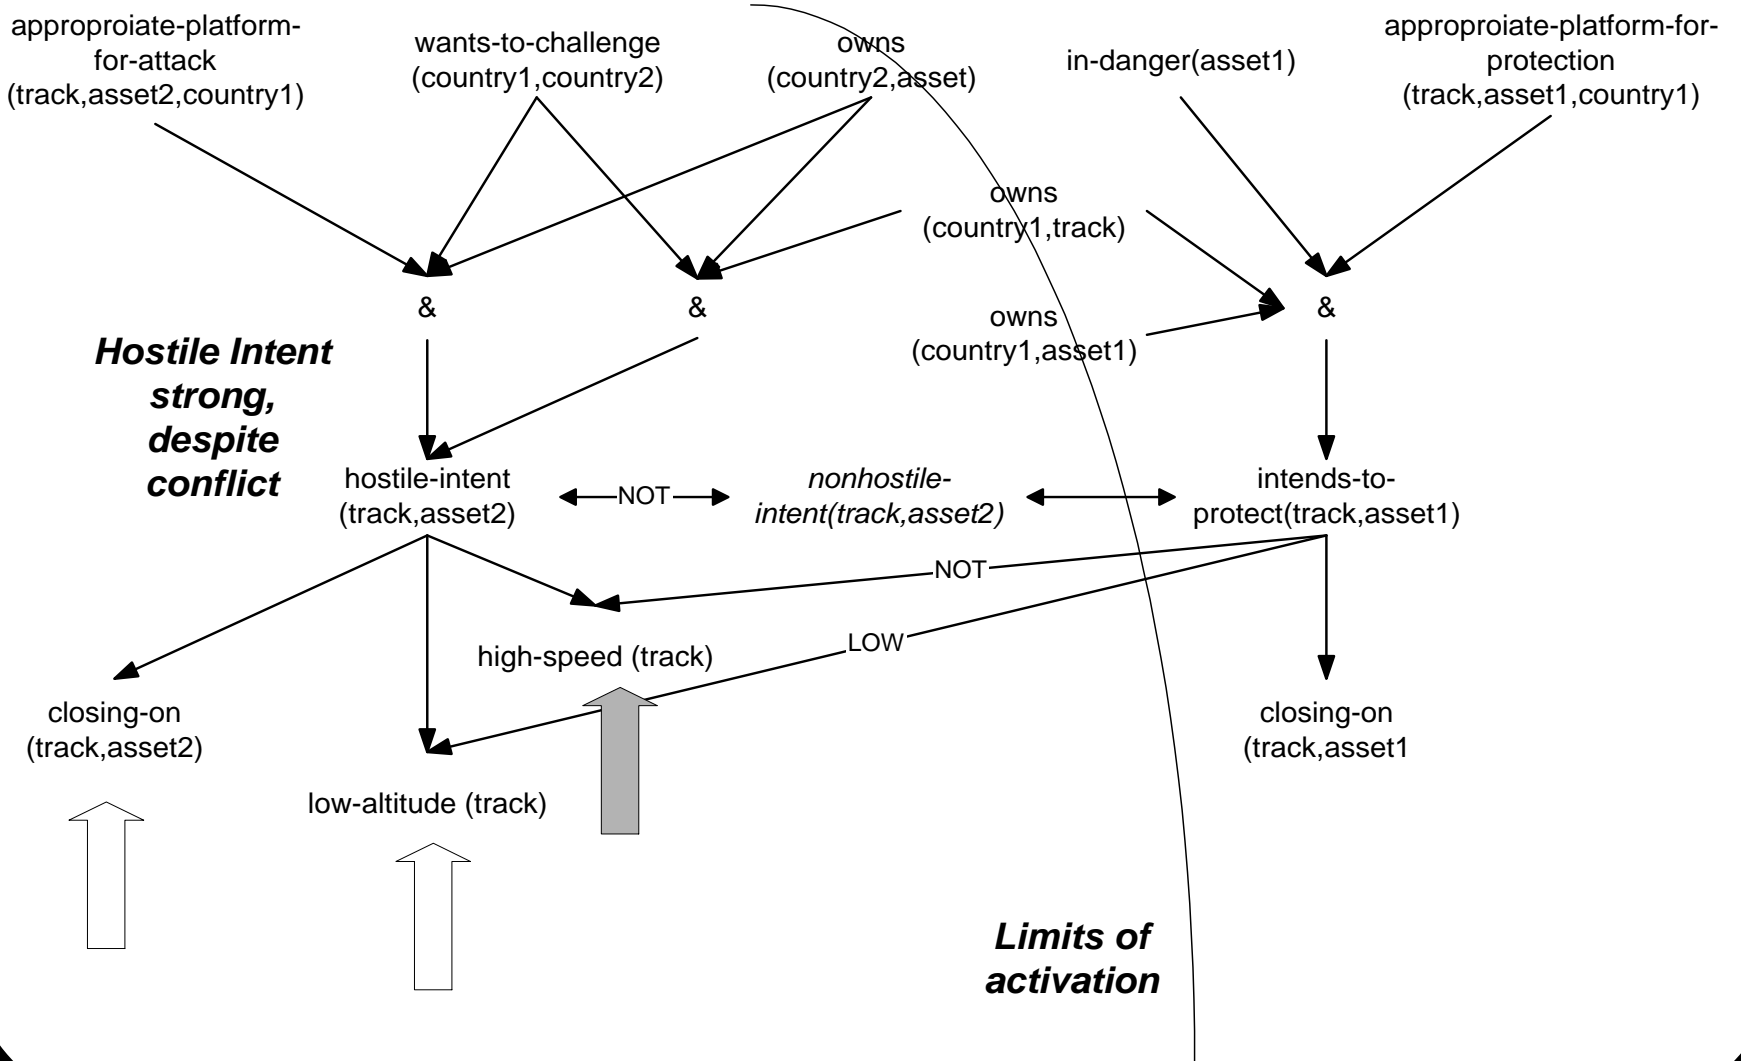 approproiate-platform-
for-attack
(track,asset2,country1)
wants-to-challenge
(country1,country2)
owns
(country2,asset)
in-danger(asset1)
approproiate-platform-for-
protection
(track,asset1,country1)
owns
(country1,track)
&
&
owns
(country1,asset1)
&
Hostile Intent
strong,
despite
conflict
hostile-intent
(track,asset2)
NOT
nonhostile-
intent(track,asset2)
intends-to-
protect(track,asset1)
NOT
LOW
high-speed (track)
closing-on
(track,asset2)
closing-on
(track,asset1
low-altitude (track)
Limits of
activation